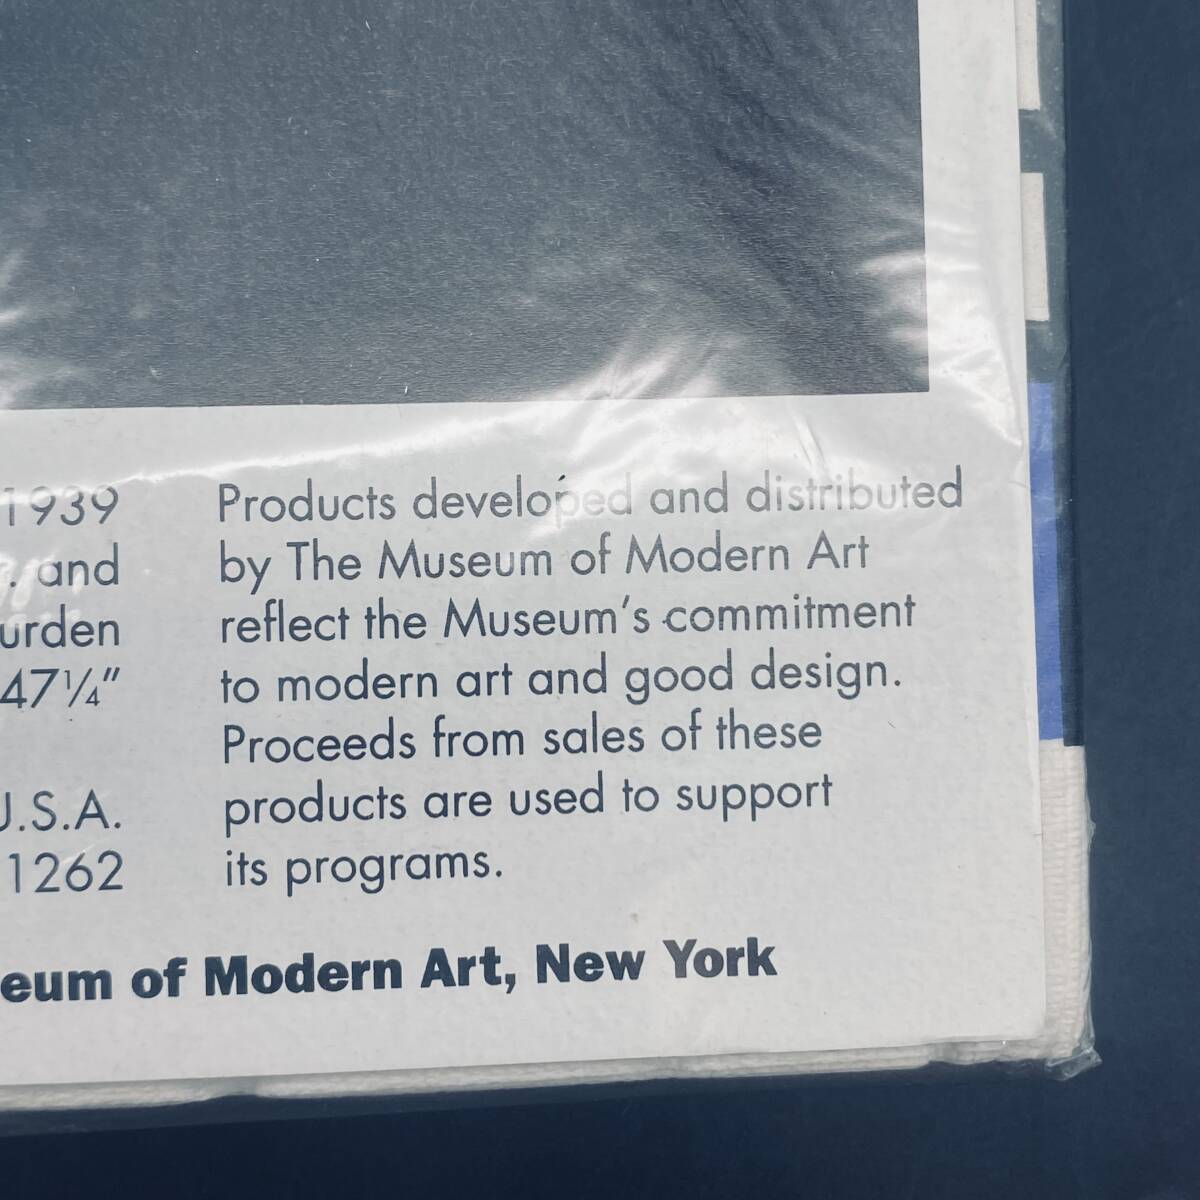 1939
. and
urden
47¼"
U.S.A.
1262
Products developed and distributed
by The Museum of Modern Art
reflect the Museum's commitment
to modern art and good design.
Proceeds from sales of these
products are used to support
its programs.
eum of Modern Art, New York